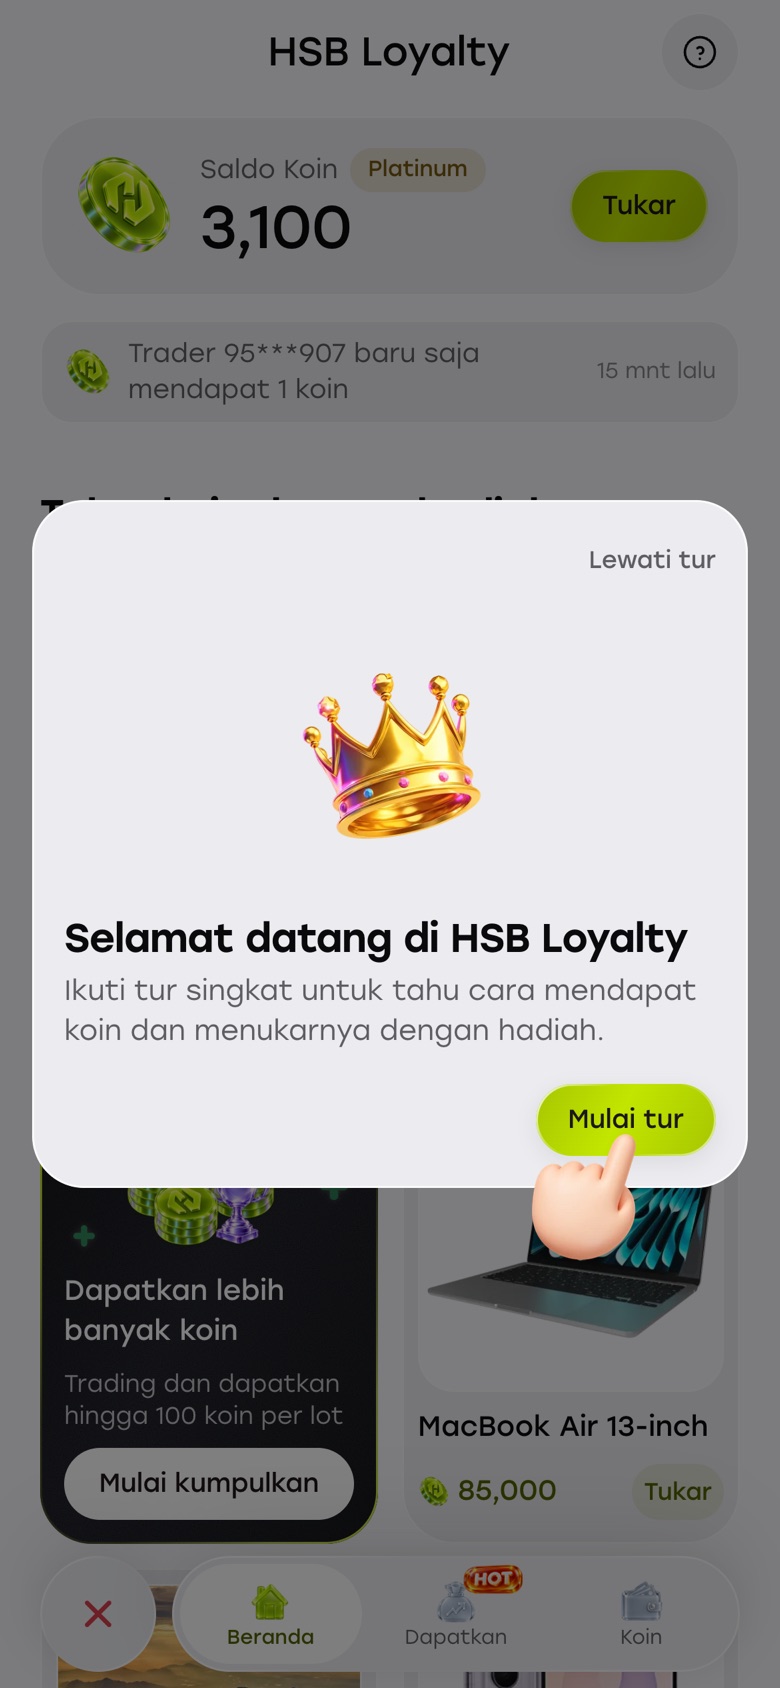 HSB Loyalty
Saldo Koin
Platinum
3,100
Tukar
Trader 95***907 baru saja
mendapat 1 koin
15 mnt lalu
Lewati tur
Selamat datang di HSB Loyalty
Ikuti tur singkat untuk tahu cara mendapat
koin dan menukarnya dengan hadiah.
Mulai tur
Dapatkan lebih
banyak koin
Trading dan dapatkan
hingga 100 koin per lot
Mulai kumpulkan
MacBook Air 13-inch
85,000
Tukar
HOT
Beranda
Dapatkan
Koin